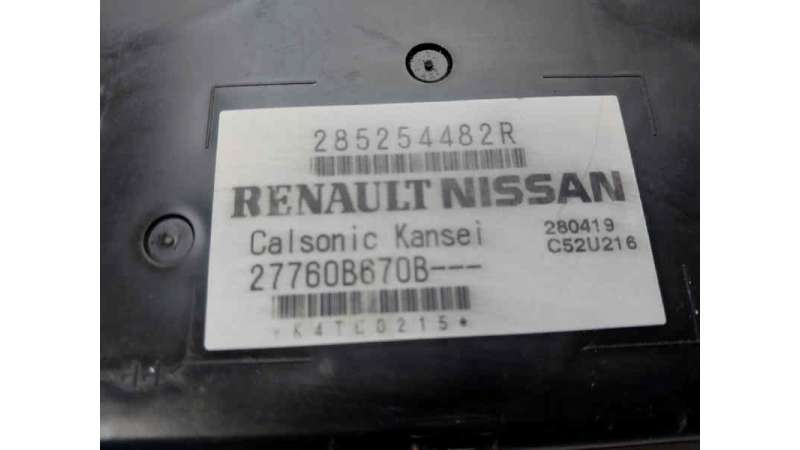 285254482R
RENAULT NISSAN
Calsonic Kansei
280419
C52U216
27760B670B---
*K4TC0215*